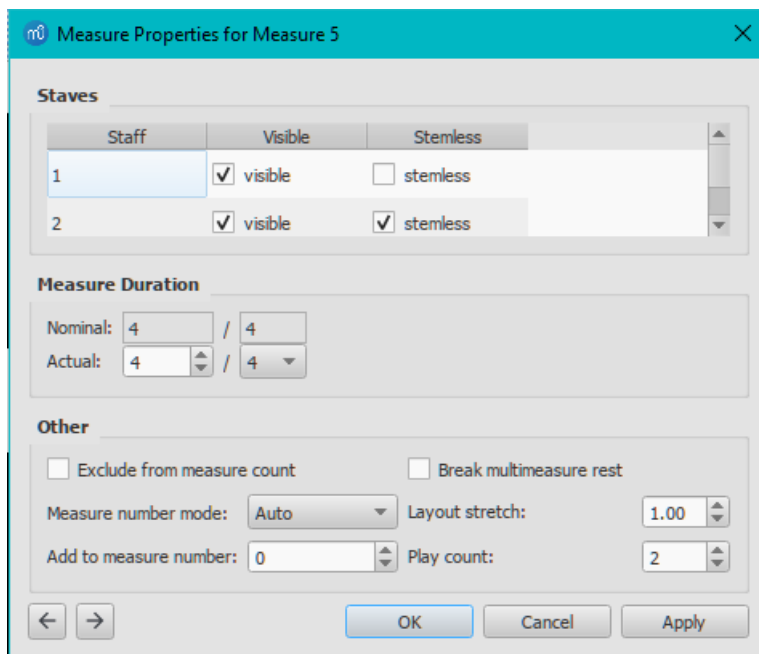 Measure Properties for Measure 5
Staves
Staff Visible Stemless
1 visible stemless
2 visible stemless
Measure Duration
Nominal: 4 / 4
Actual: 4 / 4
Other
Exclude from measure count Break multimeasure rest
Measure number mode: Auto Layout stretch: 1.00
Add to measure number: 0 Play count: 2
OK Cancel Apply